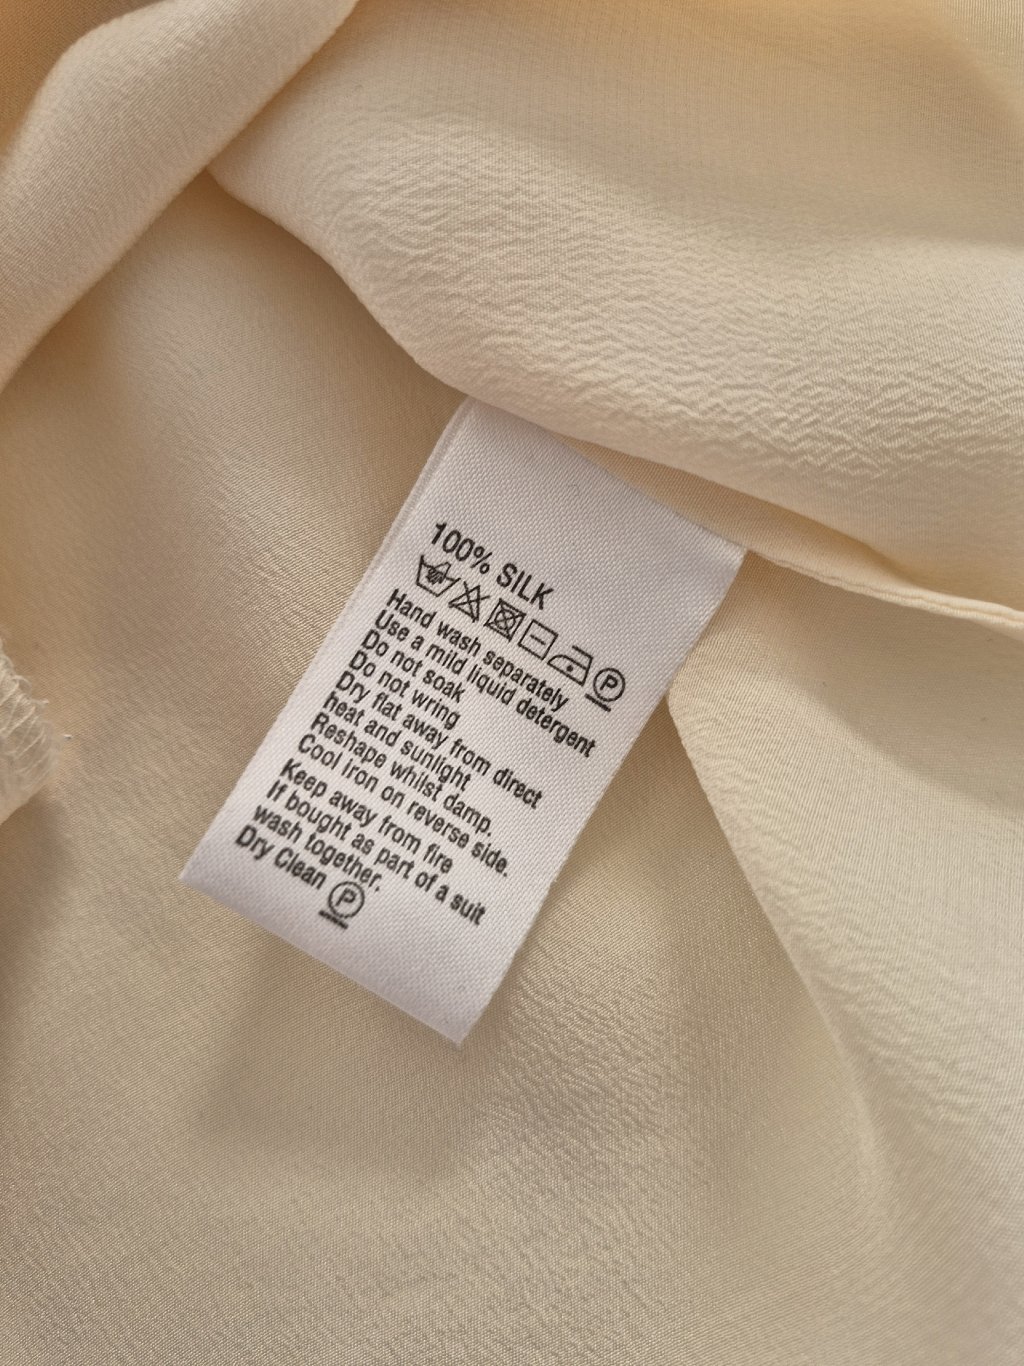 100% SILK
P
Hand wash separately
Use a mild liquid detergent
Do not soak
Do not wring
Dry flat away from direct
heat and sunlight
Reshape whilst damp.
Cool iron on reverse side.
Keep away from fire
If bought as part of a suit
wash together.
Dry Clean P